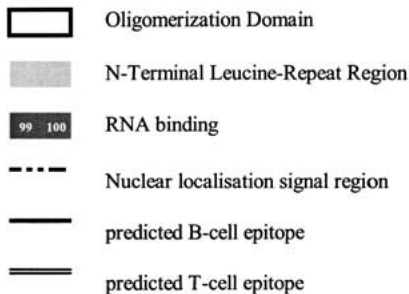 Oligomerization Domain
N-Terminal Leucine-Repeat Region
99 100 RNA binding
Nuclear localisation signal region
predicted B-cell epitope
predicted T-cell epitope